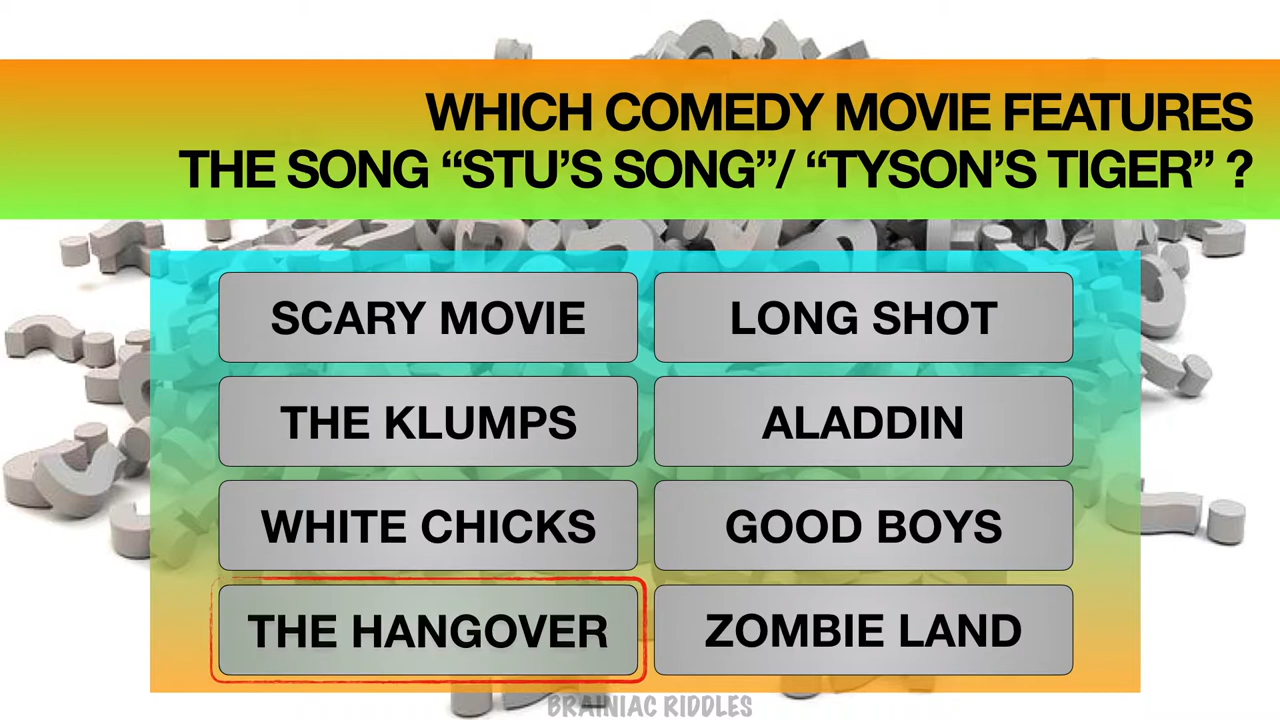 WHICH COMEDY MOVIE FEATURES
THE SONG “STU’S SONG”/ “TYSON’S TIGER” ?
SCARY MOVIE
LONG SHOT
THE KLUMPS
ALADDIN
WHITE CHICKS
GOOD BOYS
THE HANGOVER
ZOMBIE LAND
BRAINIAC RIDDLES